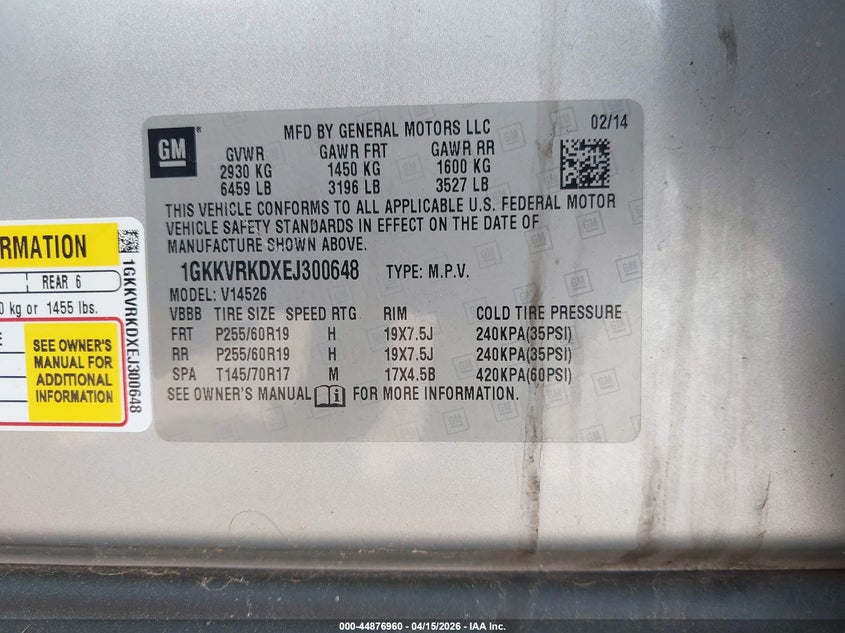 GM
MFD BY GENERAL MOTORS LLC
02/14
GVWR GAWR FRT GAWR RR
2930 KG 1450 KG 1600 KG
6459 LB 3196 LB 3527 LB
THIS VEHICLE CONFORMS TO ALL APPLICABLE U.S. FEDERAL MOTOR
VEHICLE SAFETY STANDARDS IN EFFECT ON THE DATE OF
MANUFACTURE SHOWN ABOVE.
1GKKVRKDXEJ300648 TYPE: M.P.V.
MODEL: V14526
VBBB TIRE SIZE SPEED RTG RIM COLD TIRE PRESSURE
FRT P255/60R19 H 19X7.5J 240KPA(35PSI)
RR P255/60R19 H 19X7.5J 240KPA(35PSI)
SPA T145/70R17 M 17X4.5B 420KPA(60PSI)
SEE OWNER'S MANUAL FOR MORE INFORMATION.
RMATION
REAR 6
0 kg or 1455 lbs.
E
SEE OWNER'S
MANUAL FOR
ADDITIONAL
INFORMATION
1GKKVRKDXEJ300648
000-44876960 - 04/15/2026 - IAA Inc.